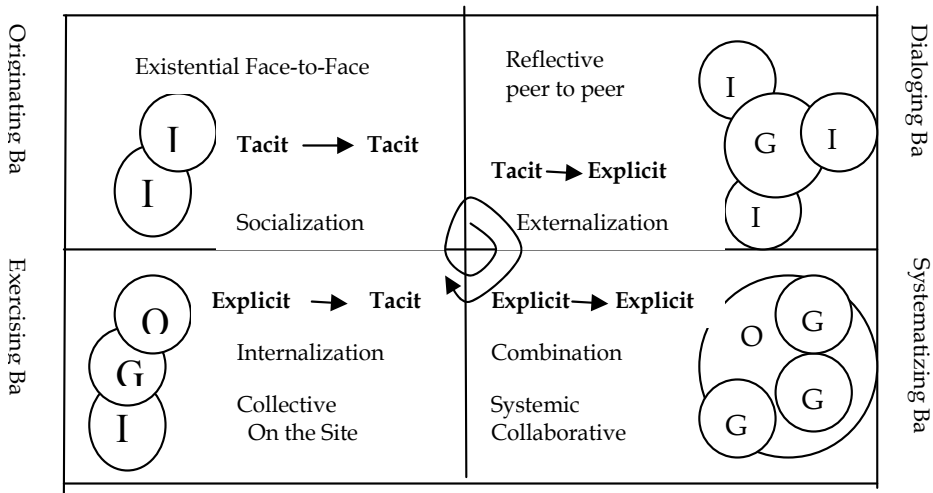 Originating Ba
Existential Face-to-Face
I
I
Tacit
Tacit
Socialization
Reflective
peer to peer
Tacit
Explicit
Externalization
I
G
I
I
Dialoging Ba
Exercising Ba
O
G
I
Explicit
Tacit
Internalization
Collective
On the Site
Explicit
Explicit
Combination
Systemic
Collaborative
O
G
G
G
Systematizing Ba